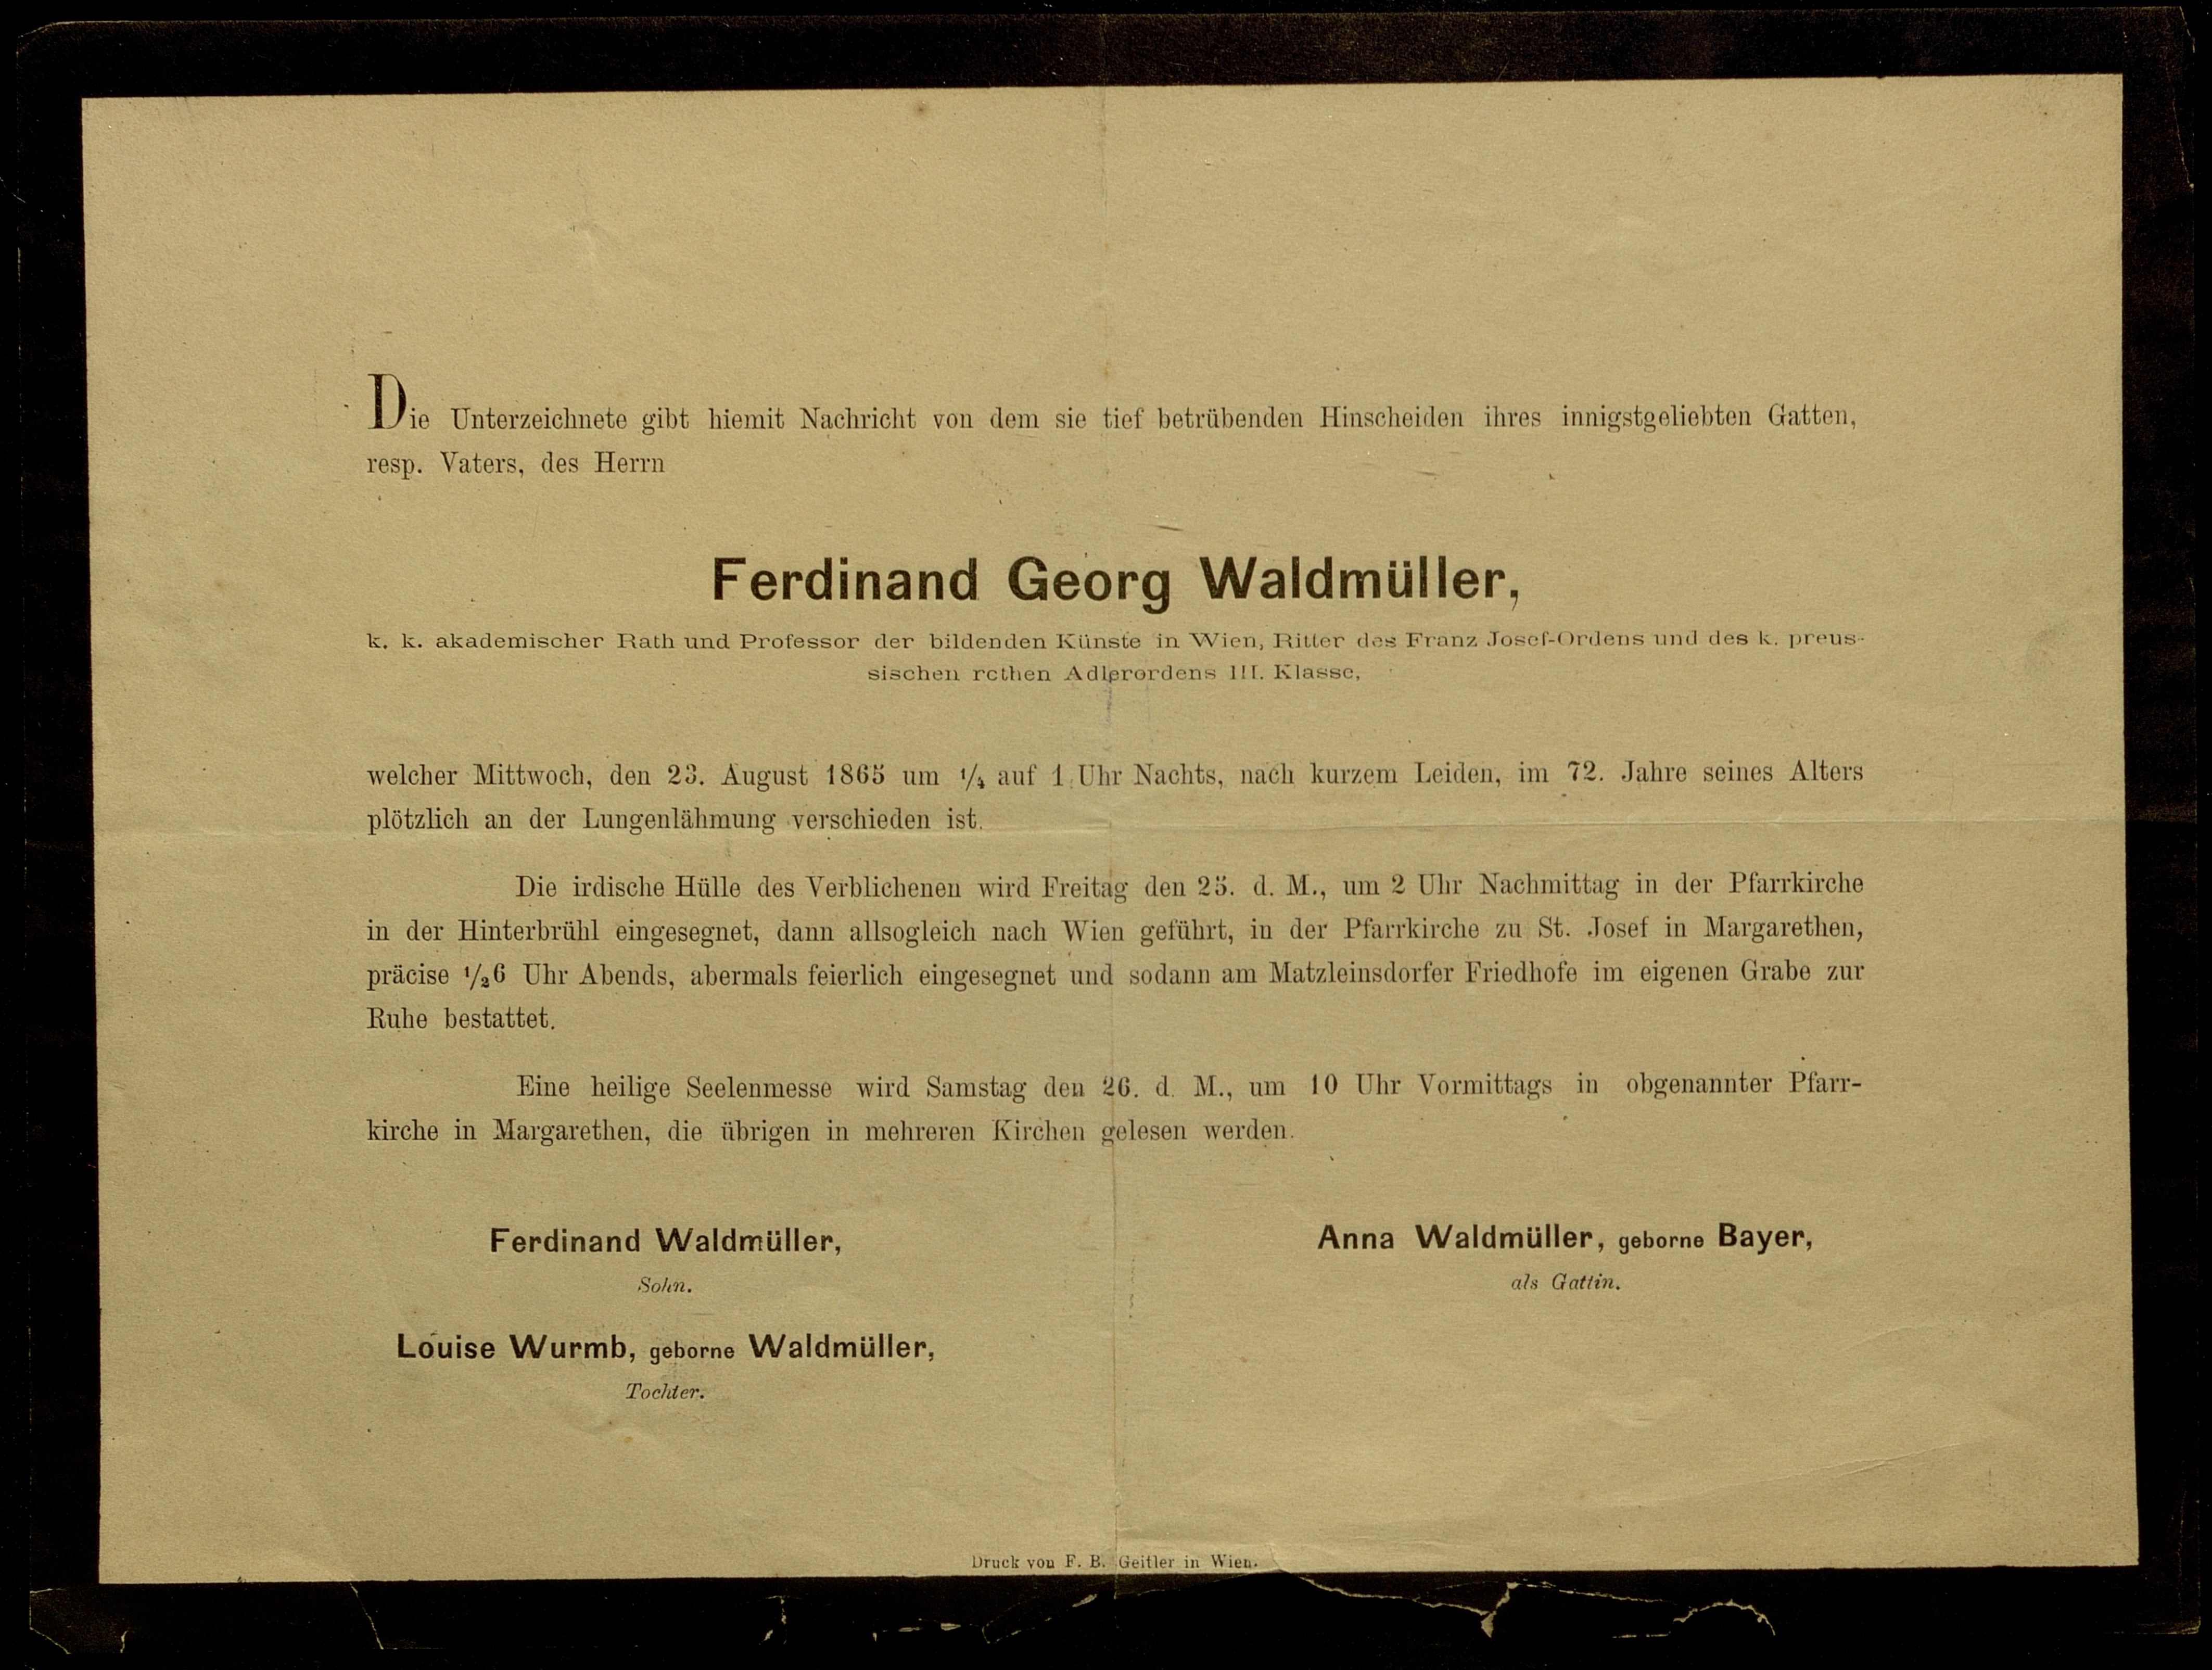 Die Unterzeichnete gibt hiemit Nachricht von dem sie tief betrübenden Hinscheiden ihres innigstgeliebten Gatten,
resp. Vaters, des Herrn
Ferdinand Georg Waldmüller,
k. k. akademischer Rath und Professor der bildenden Künste in Wien, Ritter des Franz Josef-Ordens und des k. preus-
sischen rothen Adlerordens III. Klasse,
welcher Mittwoch, den 23. August 1865 um 1/4 auf 1 Uhr Nachts, nach kurzem Leiden, im 72. Jahre seines Alters
plötzlich an der Lungenlähmung verschieden ist.
Die irdische Hülle des Verblichenen wird Freitag den 25. d. M., um 2 Uhr Nachmittag in der Pfarrkirche
in der Hinterbrühl eingesegnet, dann allsogleich nach Wien geführt, in der Pfarrkirche zu St. Josef in Margarethen,
präcise 1/2 6 Uhr Abends, abermals feierlich eingesegnet und sodann am Matzleinsdorfer Friedhofe im eigenen Grabe zur
Ruhe bestattet.
Eine heilige Seelenmesse wird Samstag den 26. d. M., um 10 Uhr Vormittags in obgenannter Pfarr-
kirche in Margarethen, die übrigen in mehreren Kirchen gelesen werden.
Ferdinand Waldmüller,
Sohn.
Louise Wurmb, geborne Waldmüller,
Tochter.
Anna Waldmüller, geborne Bayer,
als Gattin.
Druck von F. B. Geitler in Wien.